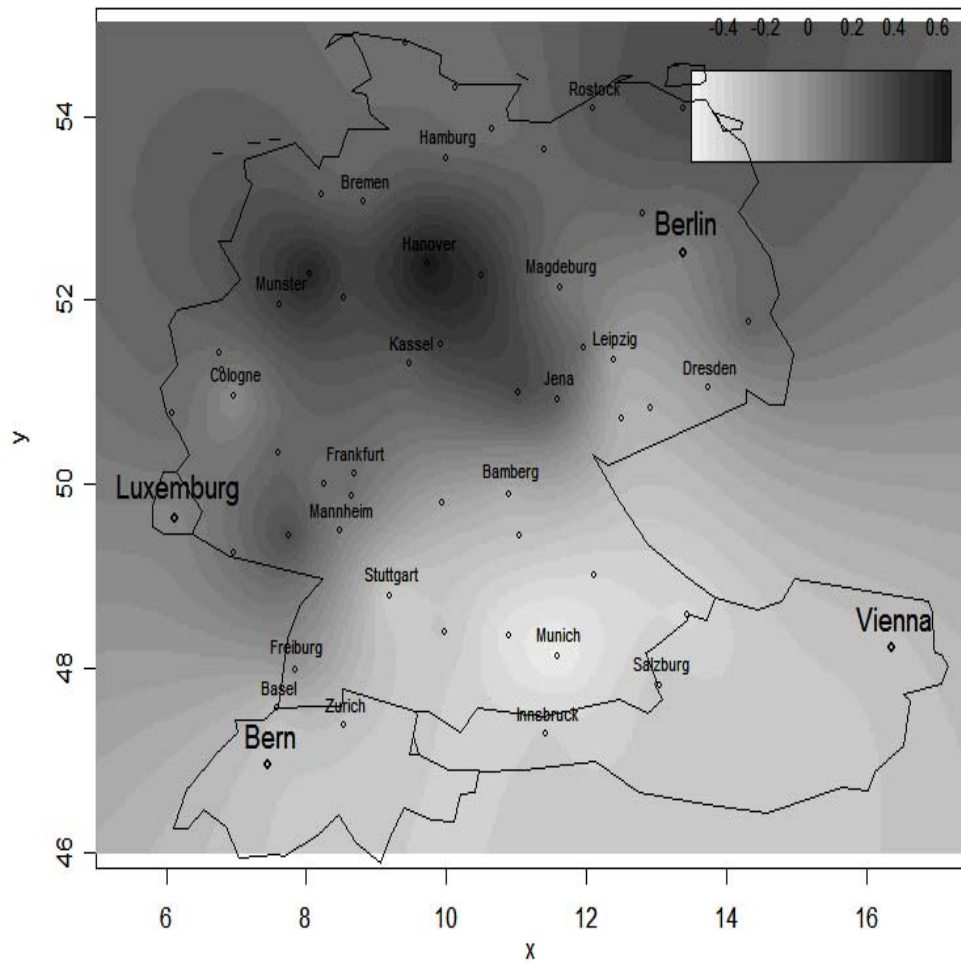 -0.4 -0.2 0 0.2 0.4 0.6
54
Rostock
Hamburg
Bremen
Berlin
Hanover
Magdeburg
Munster
52
Kassel
Leipzig
Cologne
Jena
Dresden
Frankfurt
Bamberg
50
Luxemburg
Mannheim
Stuttgart
Munich
Vienna
Freiburg
Salzburg
48
Basel
Zurich
Innsbruck
Bern
46
y
6 8 10 12 14 16
x